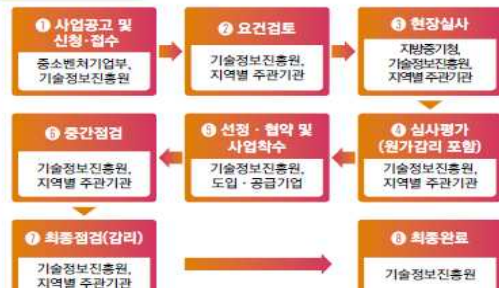 ❶ 사업공고 및
신청·접수
중소벤처기업부,
기술정보진흥원
❷ 요건검토
기술정보진흥원,
지역별 주관기관
❸ 현장실사
지방중기청,
기술정보진흥원,
지역별 주관기관
❹ 심사평가
(원가감리 포함)
기술정보진흥원,
지역별 주관기관
❺ 선정·협약 및
사업착수
기술정보진흥원,
도입·공급기업
❻ 중간점검
기술정보진흥원,
지역별 주관기관
❼ 최종점검(감리)
기술정보진흥원,
지역별 주관기관
❽ 최종완료
기술정보진흥원